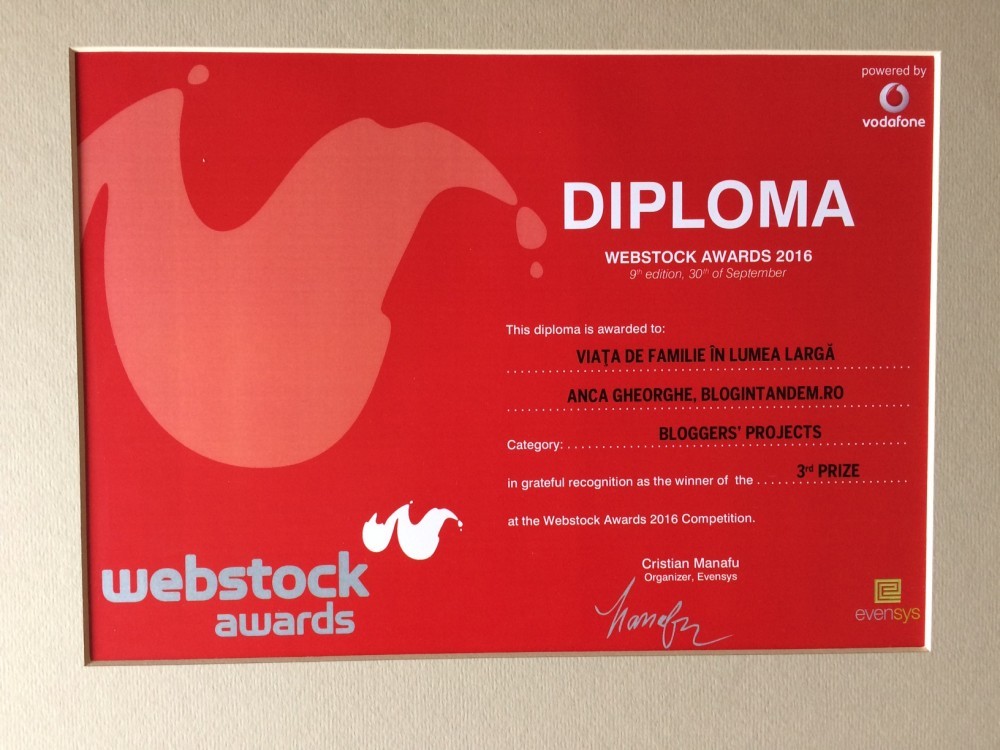 powered by
vodafone
DIPLOMA
WEBSTOCK AWARDS 2016
9th edition, 30th of September
This diploma is awarded to:
VIAȚA DE FAMILIE ÎN LUMEA LARGĂ
ANCA GHEORGHE, BLOGINTANDEM.RO
Category: BLOGGERS' PROJECTS
in grateful recognition as the winner of the 3rd PRIZE
at the Webstock Awards 2016 Competition.
Cristian Manafu
Organizer, Evensys
Manafu
webstock
awards
evensys